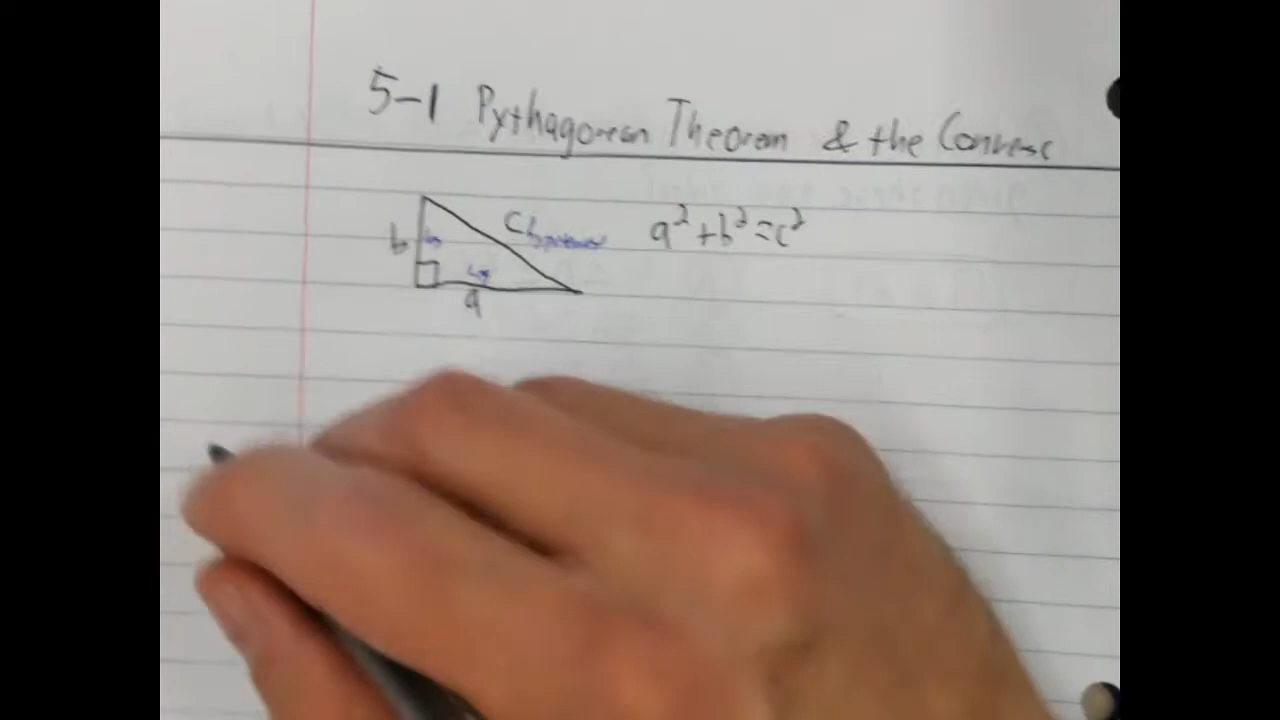 5-1 Pythagorean Theorem & the Converse
c a² + b² = c²
b
a